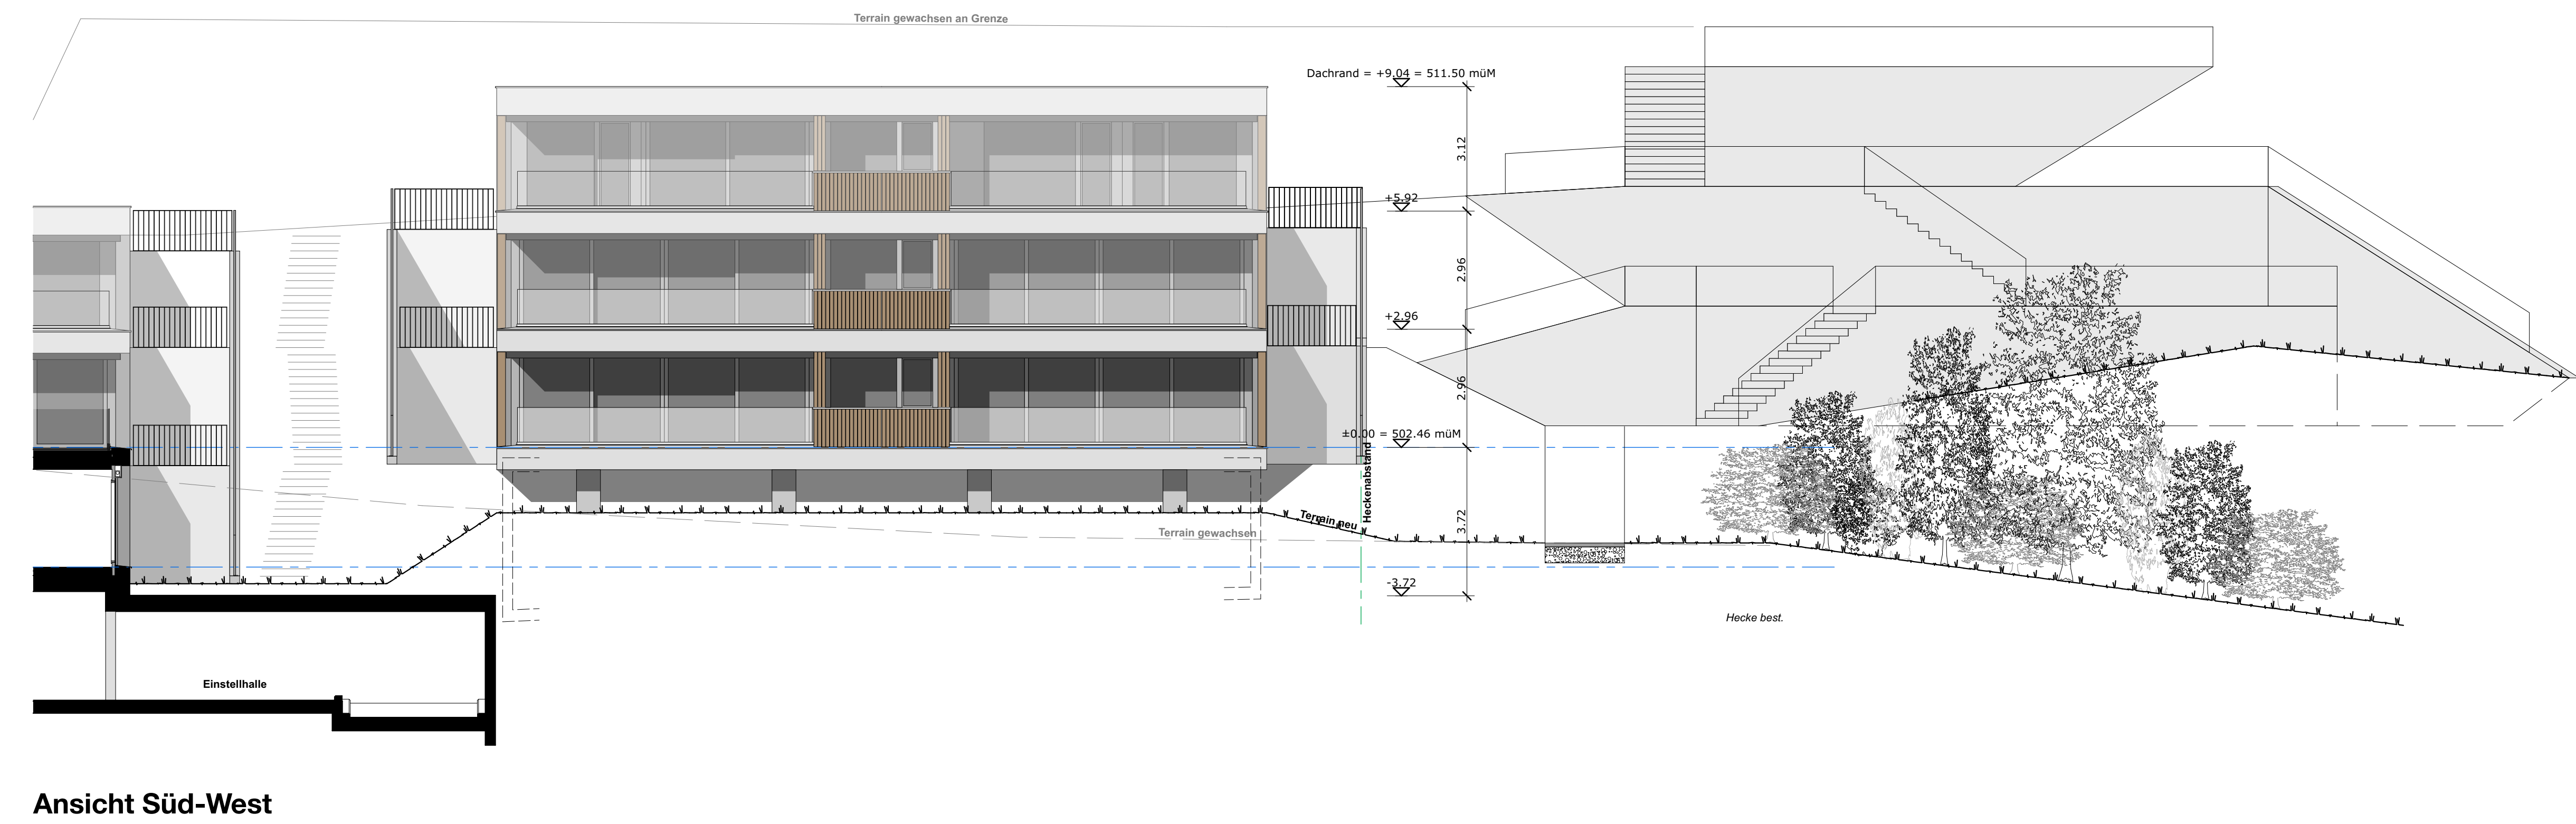 Terrain gewachsen an Grenze
Dachrand = +9.04 = 511.50 müM
3.12
+5.92
2.96
+2.96
2.96
±0.00 = 502.46 müM
Heckenabstand
Terrain neu
3.72
Terrain gewachsen
-3.72
Hecke best.
Einstellhalle
Ansicht Süd-West